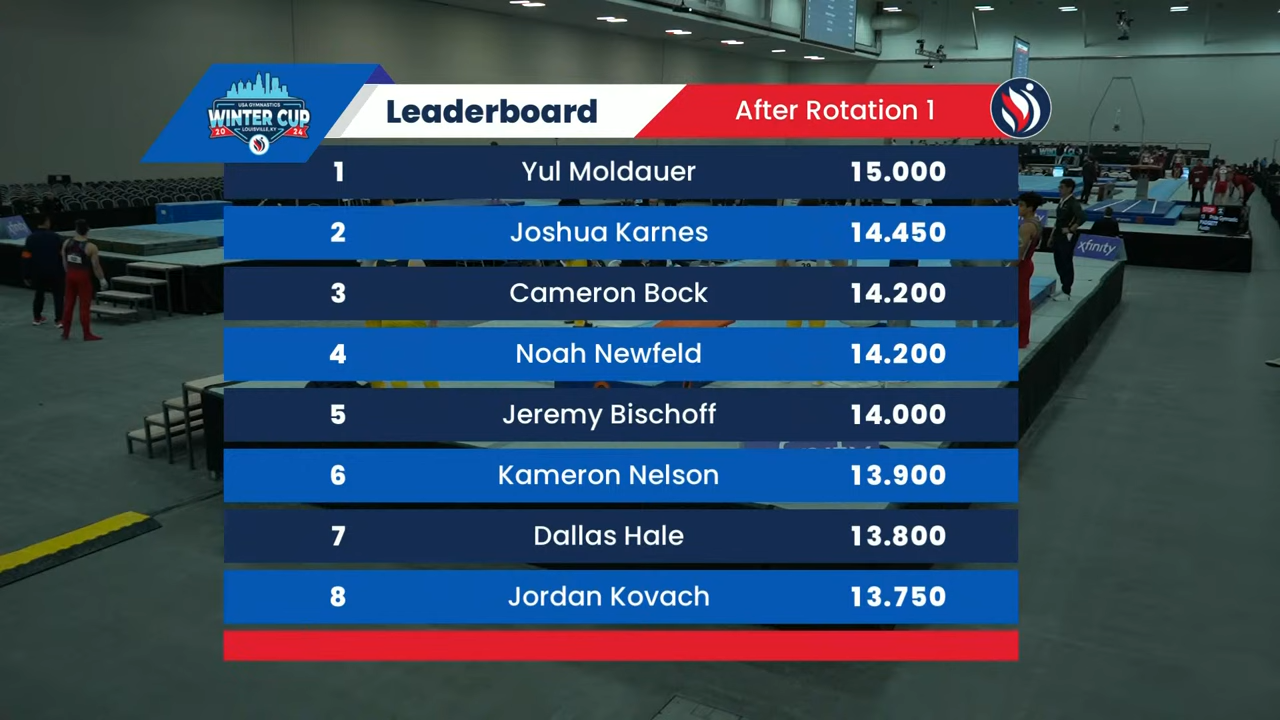 USA GYMNASTICS
WINTER CUP
2024
LOUISVILLE, KY
Leaderboard
After Rotation 1
1 Yul Moldauer 15.000
2 Joshua Karnes 14.450
3 Cameron Bock 14.200
4 Noah Newfeld 14.200
5 Jeremy Bischoff 14.000
6 Kameron Nelson 13.900
7 Dallas Hale 13.800
8 Jordan Kovach 13.750
xfinity